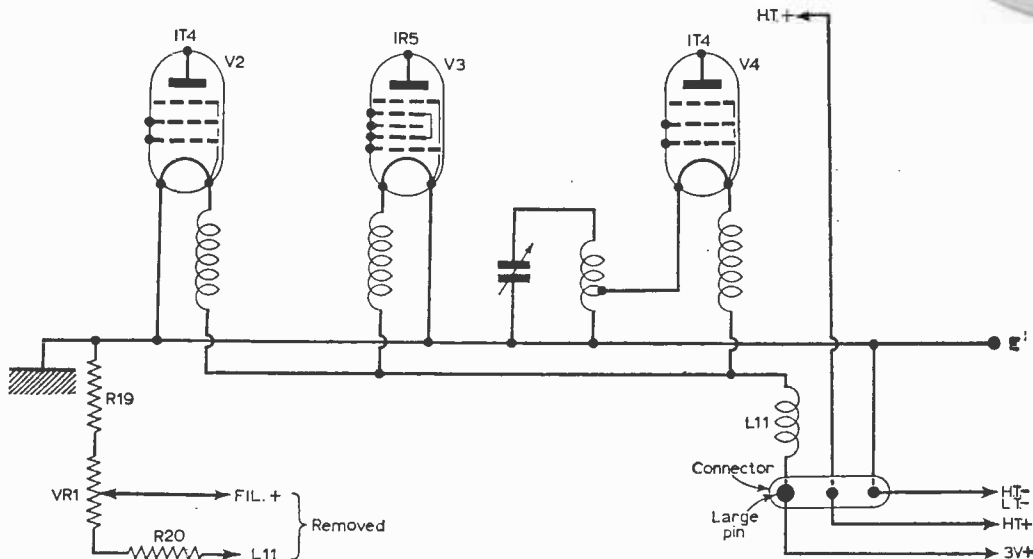 H.T.+
IT4
V2
IR5
V3
IT4
V4
R19
L11
Connector
VR1
FIL.+
Removed
Large
pin
HT-
LT-
HT+
R20
L11
3V+